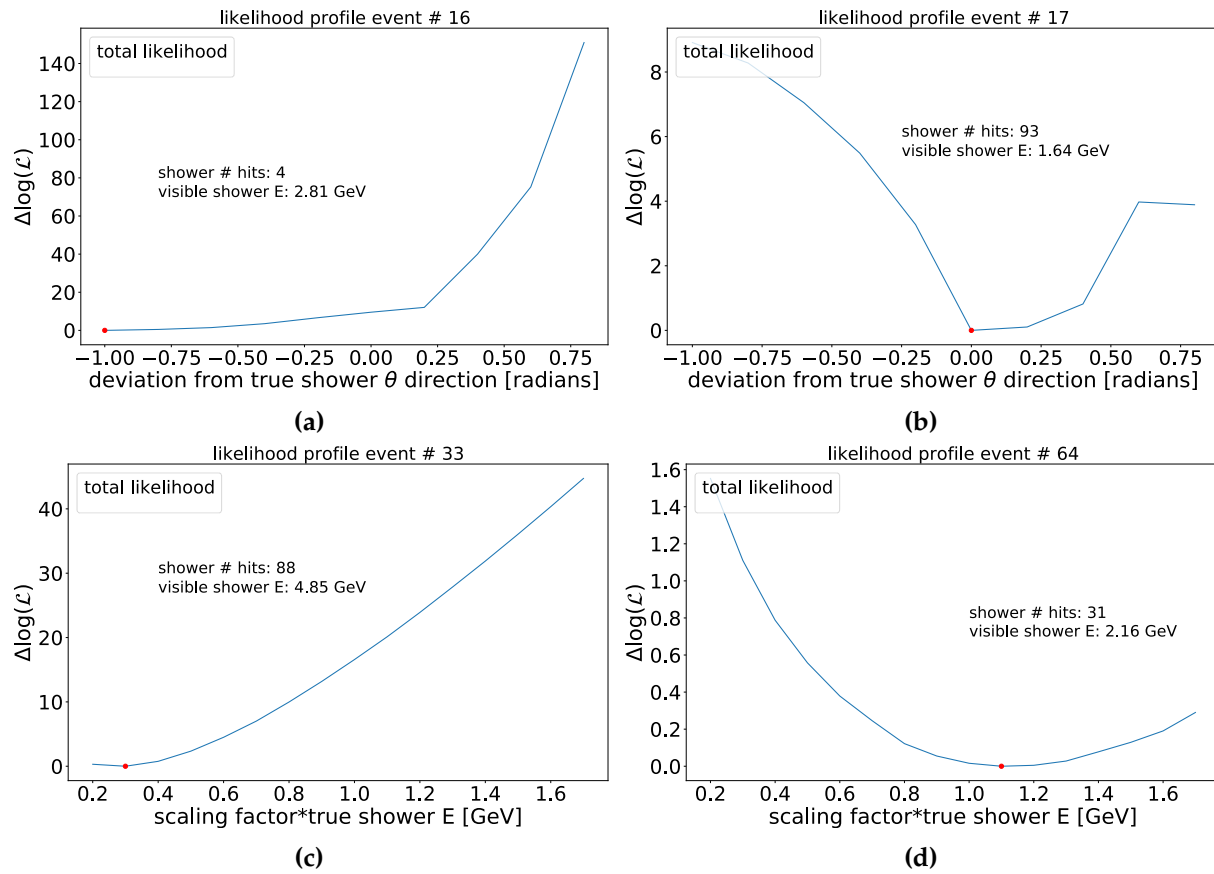 likelihood profile event # 16
total likelihood
shower # hits: 4
visible shower E: 2.81 GeV
Δlog(ℒ)
140
120
100
80
60
40
20
0
−1.00 −0.75 −0.50 −0.25 0.00 0.25 0.50 0.75
deviation from true shower θ direction [radians]
(a)
likelihood profile event # 17
total likelihood
shower # hits: 93
visible shower E: 1.64 GeV
Δlog(ℒ)
8
6
4
2
0
−1.00 −0.75 −0.50 −0.25 0.00 0.25 0.50 0.75
deviation from true shower θ direction [radians]
(b)
likelihood profile event # 33
total likelihood
shower # hits: 88
visible shower E: 4.85 GeV
Δlog(ℒ)
40
30
20
10
0
0.2 0.4 0.6 0.8 1.0 1.2 1.4 1.6
scaling factor*true shower E [GeV]
(c)
likelihood profile event # 64
total likelihood
shower # hits: 31
visible shower E: 2.16 GeV
Δlog(ℒ)
1.6
1.4
1.2
1.0
0.8
0.6
0.4
0.2
0.0
0.2 0.4 0.6 0.8 1.0 1.2 1.4 1.6
scaling factor*true shower E [GeV]
(d)